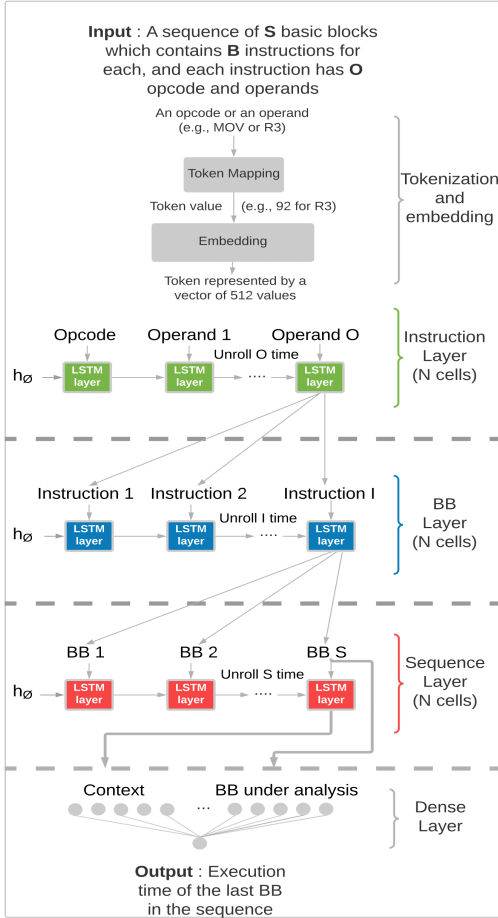 Input : A sequence of S basic blocks
which contains B instructions for
each, and each instruction has O
opcode and operands
An opcode or an operand
(e.g., MOV or R3)
Token Mapping
Token value (e.g., 92 for R3)
Embedding
Token represented by a
vector of 512 values
Tokenization
and
embedding
Opcode Operand 1 Operand O
Unroll O time
hø LSTM layer LSTM layer .... LSTM layer
Instruction
Layer
(N cells)
Instruction 1 Instruction 2 Instruction I
Unroll I time
hø LSTM layer LSTM layer .... LSTM layer
BB
Layer
(N cells)
BB 1 BB 2 BB S
Unroll S time
hø LSTM layer LSTM layer .... LSTM layer
Sequence
Layer
(N cells)
Context ... BB under analysis
Dense
Layer
Output : Execution
time of the last BB
in the sequence